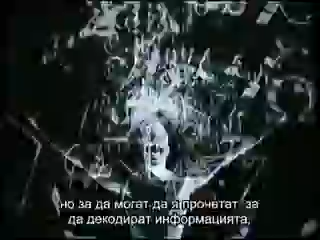 но за да могат да я прочетат за
да декодират информацията,